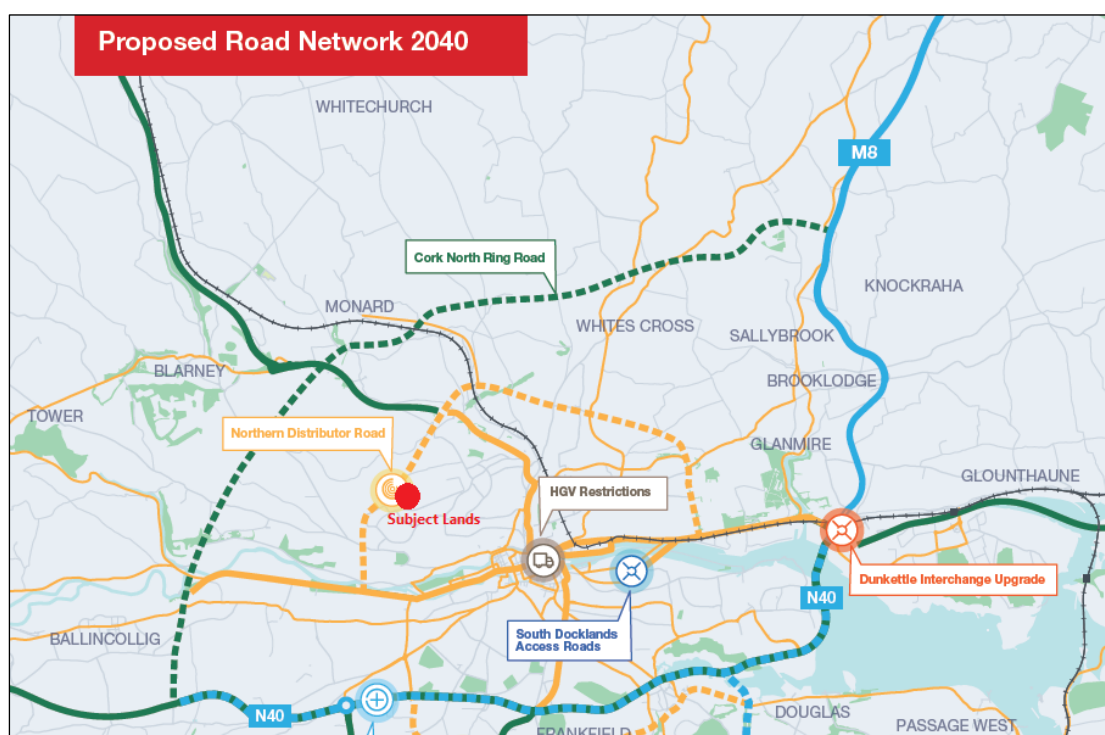 Proposed Road Network 2040
WHITECHURCH
M8
Cork North Ring Road
KNOCKRAHA
MONARD
WHITES CROSS
SALLYBROOK
BLARNEY
BROOKLODGE
TOWER
Northern Distributor Road
GLANMIRE
GLOUNTHAUNE
HGV Restrictions
Subject Lands
Dunkettle Interchange Upgrade
N40
BALLINCOLLIG
South Docklands
Access Roads
N40
DOUGLAS
PASSAGE WEST
FRANKFIELD